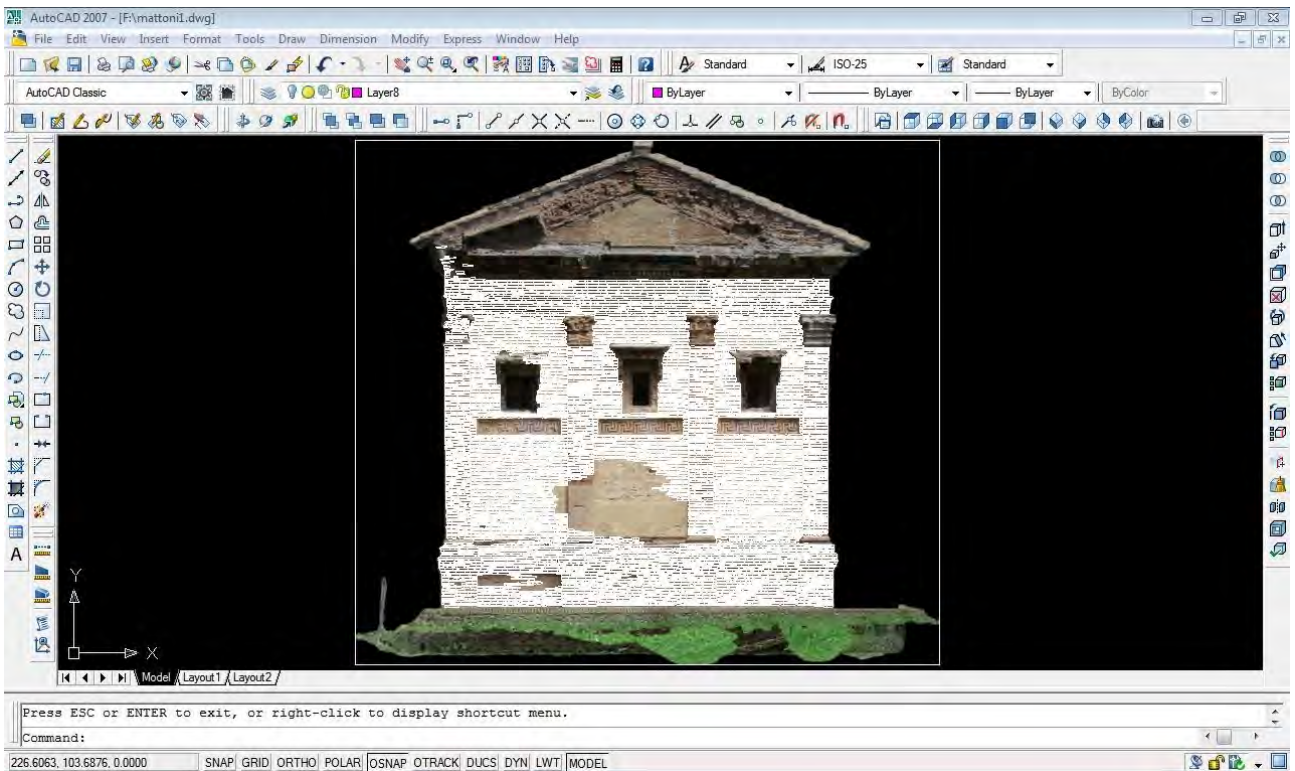 AutoCAD 2007 - [F:\mattoni1.dwg]
File Edit View Insert Format Tools Draw Dimension Modify Express Window Help
Standard ISO-25 Standard
AutoCAD Classic Layer8 ByLayer ByLayer ByLayer ByColor
A
Y
X
Model Layout1 Layout2
Press ESC or ENTER to exit, or right-click to display shortcut menu.
Command:
226.6063, 103.6876, 0.0000 SNAP GRID ORTHO POLAR OSNAP OTRACK DUCS DYN LWT MODEL